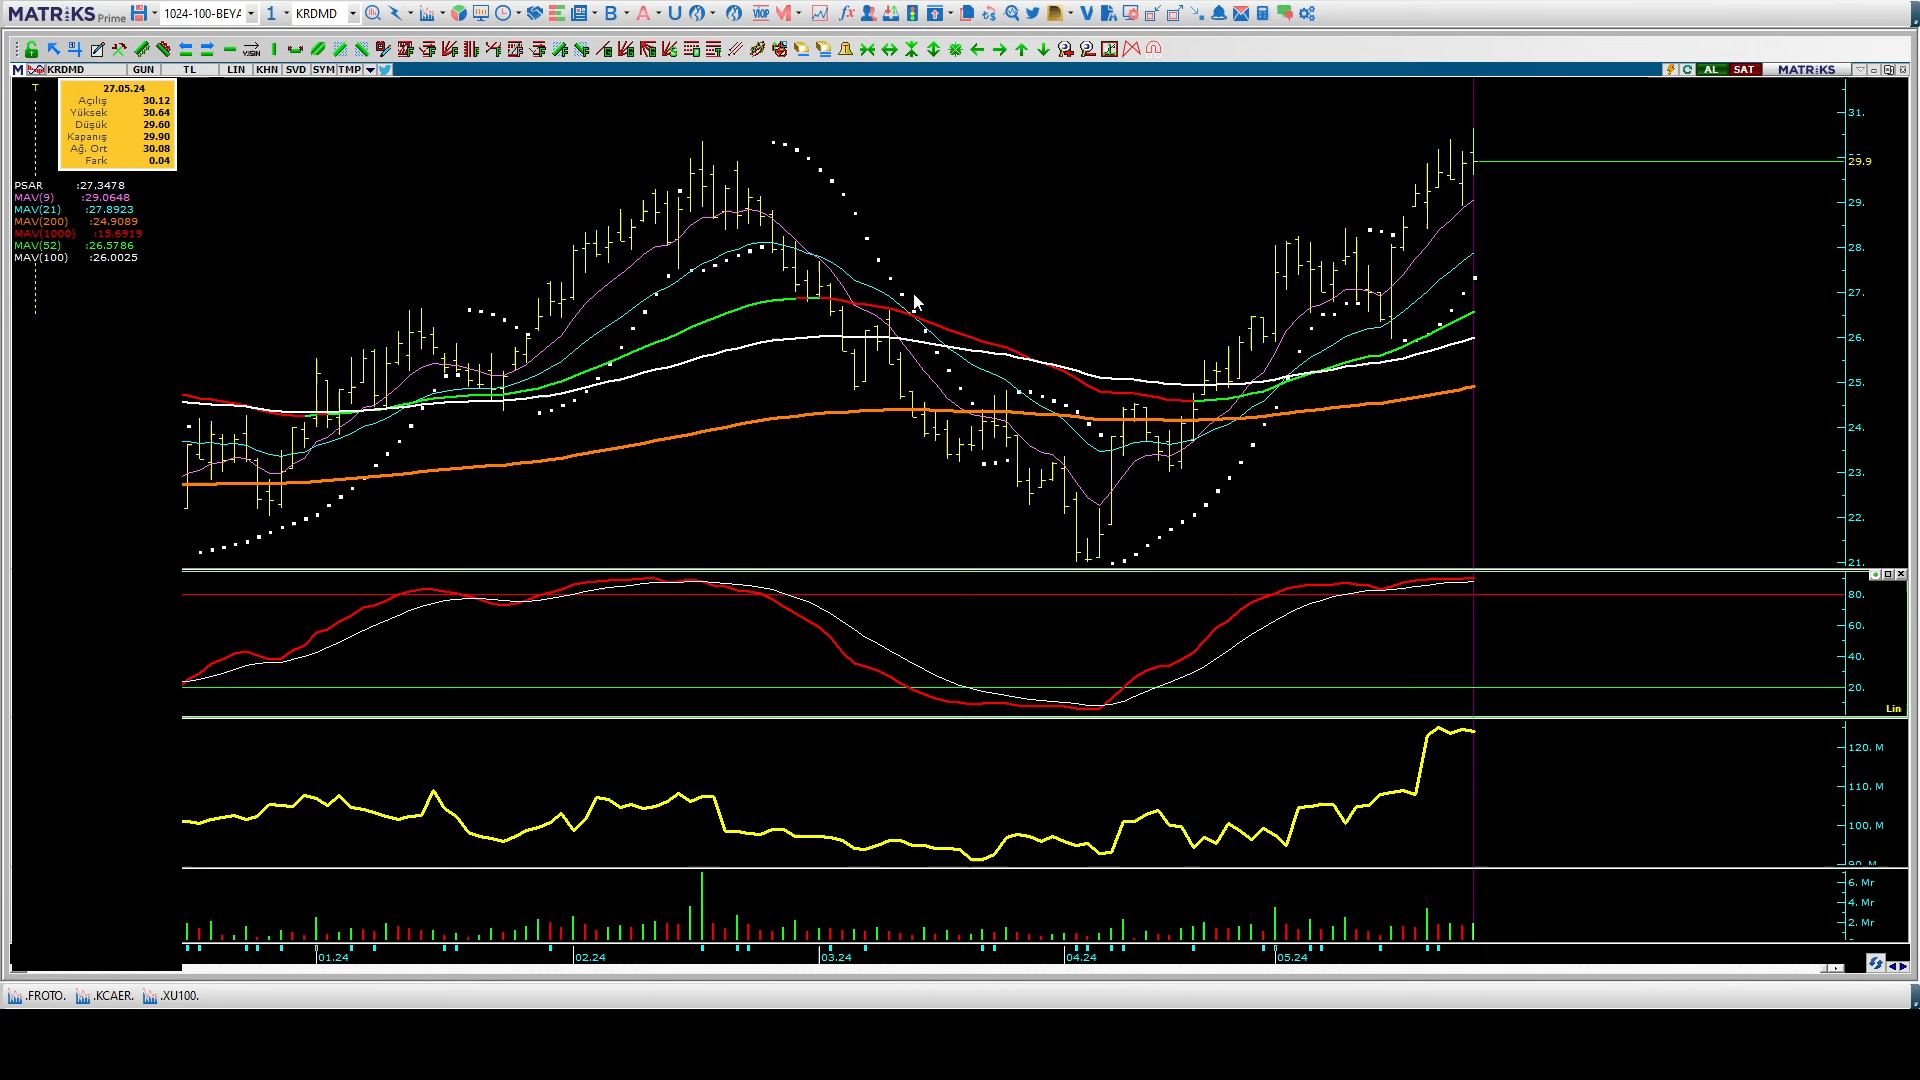 MATRIKS Prime 1024-100-BEYA 1 KRDMD
B A U VIOP M fx V
M KRDMD GUN TL LIN KHN SVD SYM TMP AL SAT MATRIKS
T
27.05.24
Açılış 30.12
Yüksek 30.64
Düşük 29.60
Kapanış 29.90
Ağ. Ort 30.08
Fark 0.04
PSAR :27.3478
MAV(9) :29.0648
MAV(21) :27.8923
MAV(200) :24.9089
MAV(1000) :15.6919
MAV(52) :26.5786
MAV(100) :26.0025
31.
29.9
29.
28.
27.
26.
25.
24.
23.
22.
21.
80.
60.
40.
20.
Lin
120. M
110. M
100. M
90. M
6. Mr
4. Mr
2. Mr
01.24 02.24 03.24 04.24 05.24
.FROTO. .KCAER. .XU100.